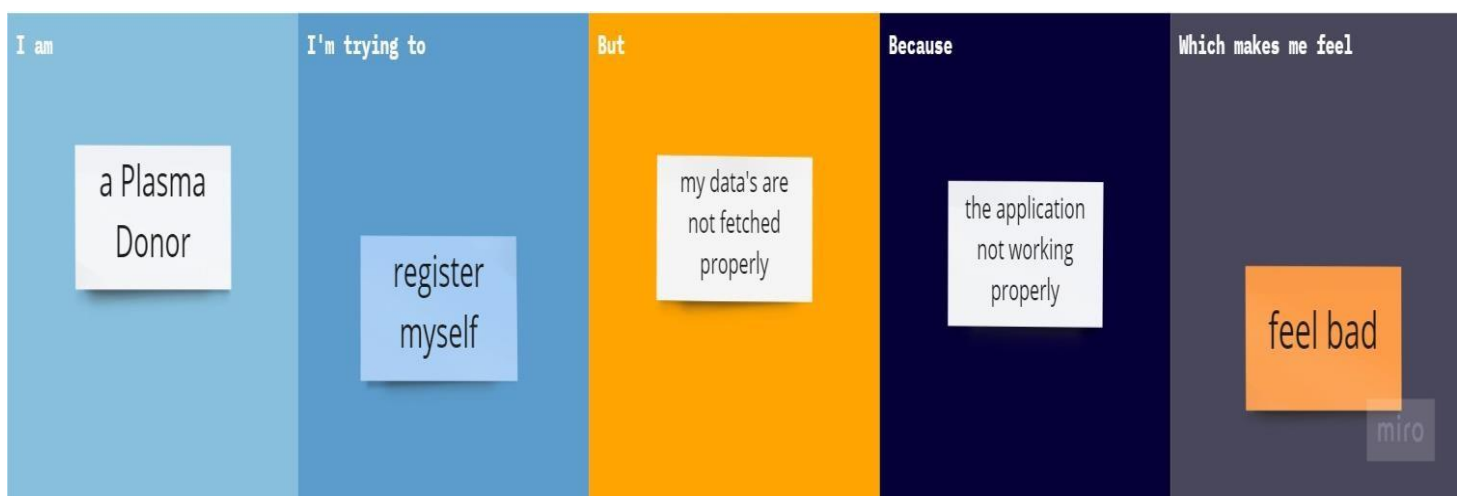 I am
I'm trying to
But
Because
Which makes me feel
a Plasma
Donor
register
myself
my data's are
not fetched
properly
the application
not working
properly
feel bad
miro